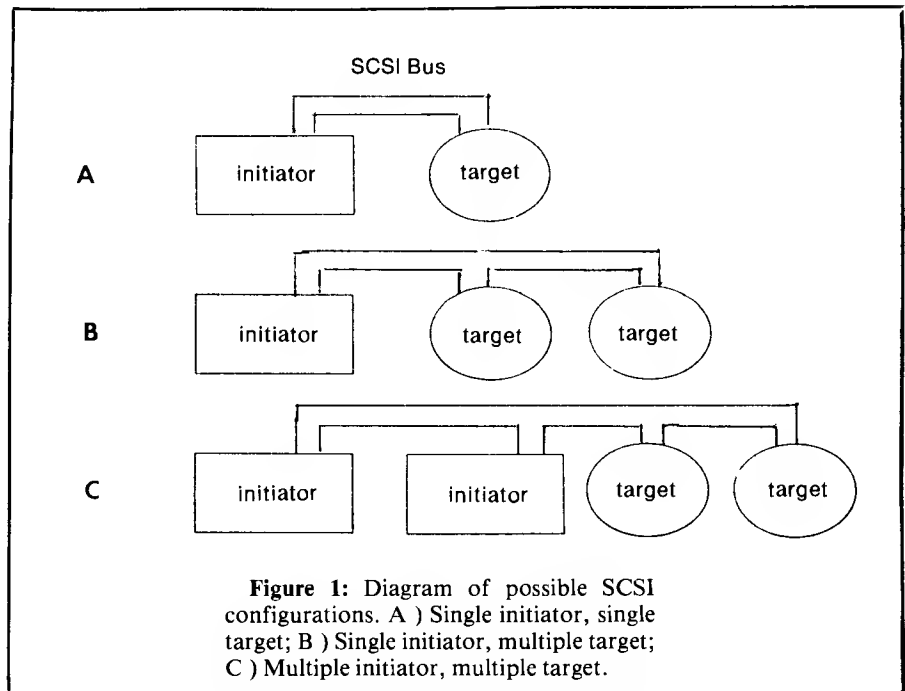 SCSI Bus
A
initiator
target
B
initiator
target
target
C
initiator
initiator
target
target
Figure 1: Diagram of possible SCSI
configurations. A ) Single initiator, single
target; B ) Single initiator, multiple target;
C ) Multiple initiator, multiple target.